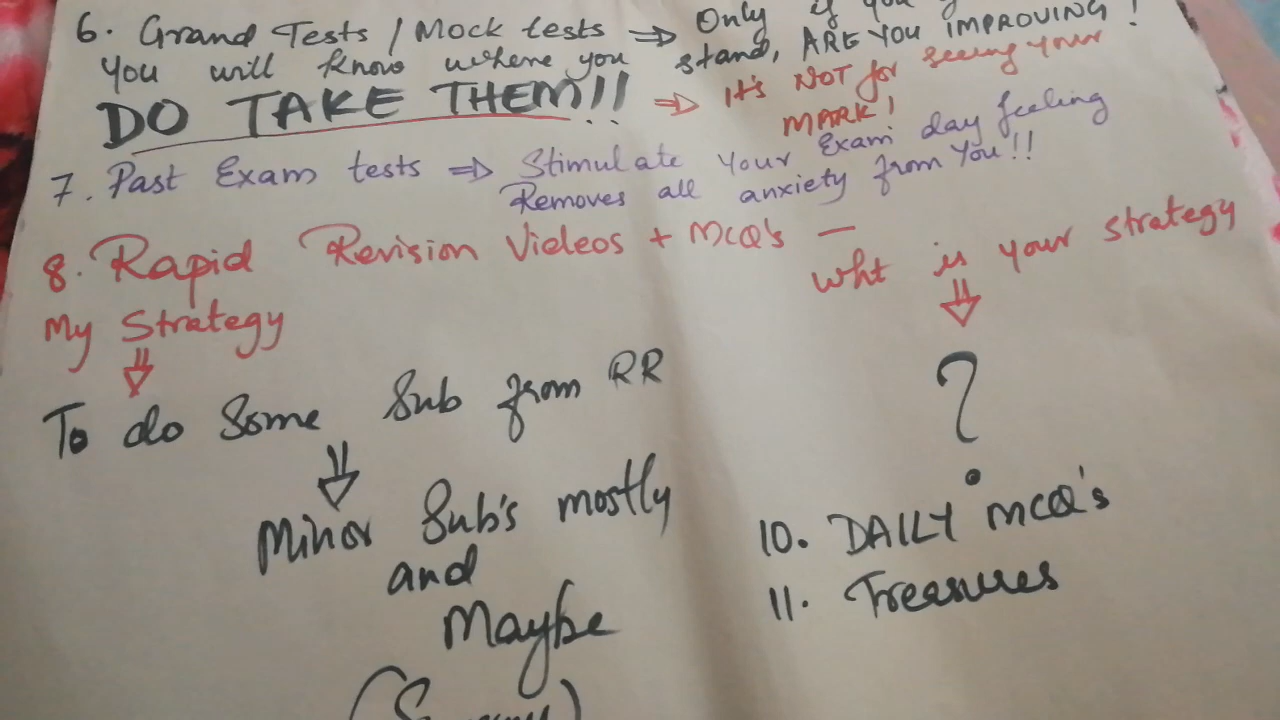 6. Grand Tests / Mock tests ⇒ Only if you
You will know where you stand, ARE YOU IMPROVING!
DO TAKE THEM!! ⇒ It's NOT for seeing your
MARK!
7. Past Exam tests ⇒ Stimulate your Exam day feeling
Removes all anxiety from You!!
8. Rapid Revision Videos + MCQ's —
Wht is your strategy
⇓
?
My Strategy
⇓
To do Some Sub from RR
⇓
Minor Sub's mostly
and
Maybe
10. DAILY MCQ's
11. Treasures